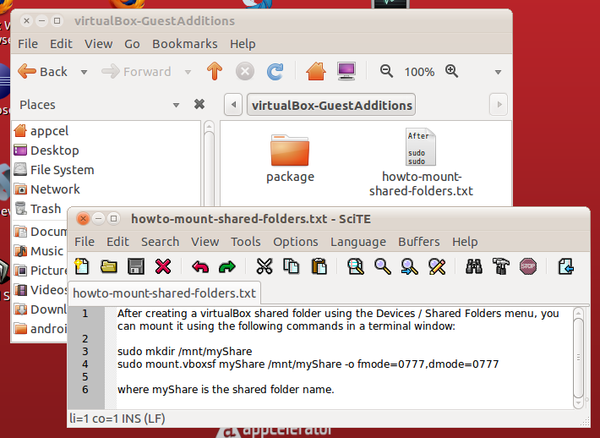 virtualBox-GuestAdditions
File Edit View Go Bookmarks Help
Back Forward 100%
Places
virtualBox-GuestAdditions
appcel
Desktop
File System
Network
Trash
Docum
Music
Picture
Videos
Downl
android
package
After
sudo
sudo
howto-mount-
shared-folders.txt
howto-mount-shared-folders.txt - SciTE
File Edit Search View Tools Options Language Buffers Help
STOP
howto-mount-shared-folders.txt
1 After creating a virtualBox shared folder using the Devices / Shared Folders menu, you
can mount it using the following commands in a terminal window:
2
3 sudo mkdir /mnt/myShare
4 sudo mount.vboxsf myShare /mnt/myShare -o fmode=0777,dmode=0777
5
6 where myShare is the shared folder name.
li=1 co=1 INS (LF)
appcelerator